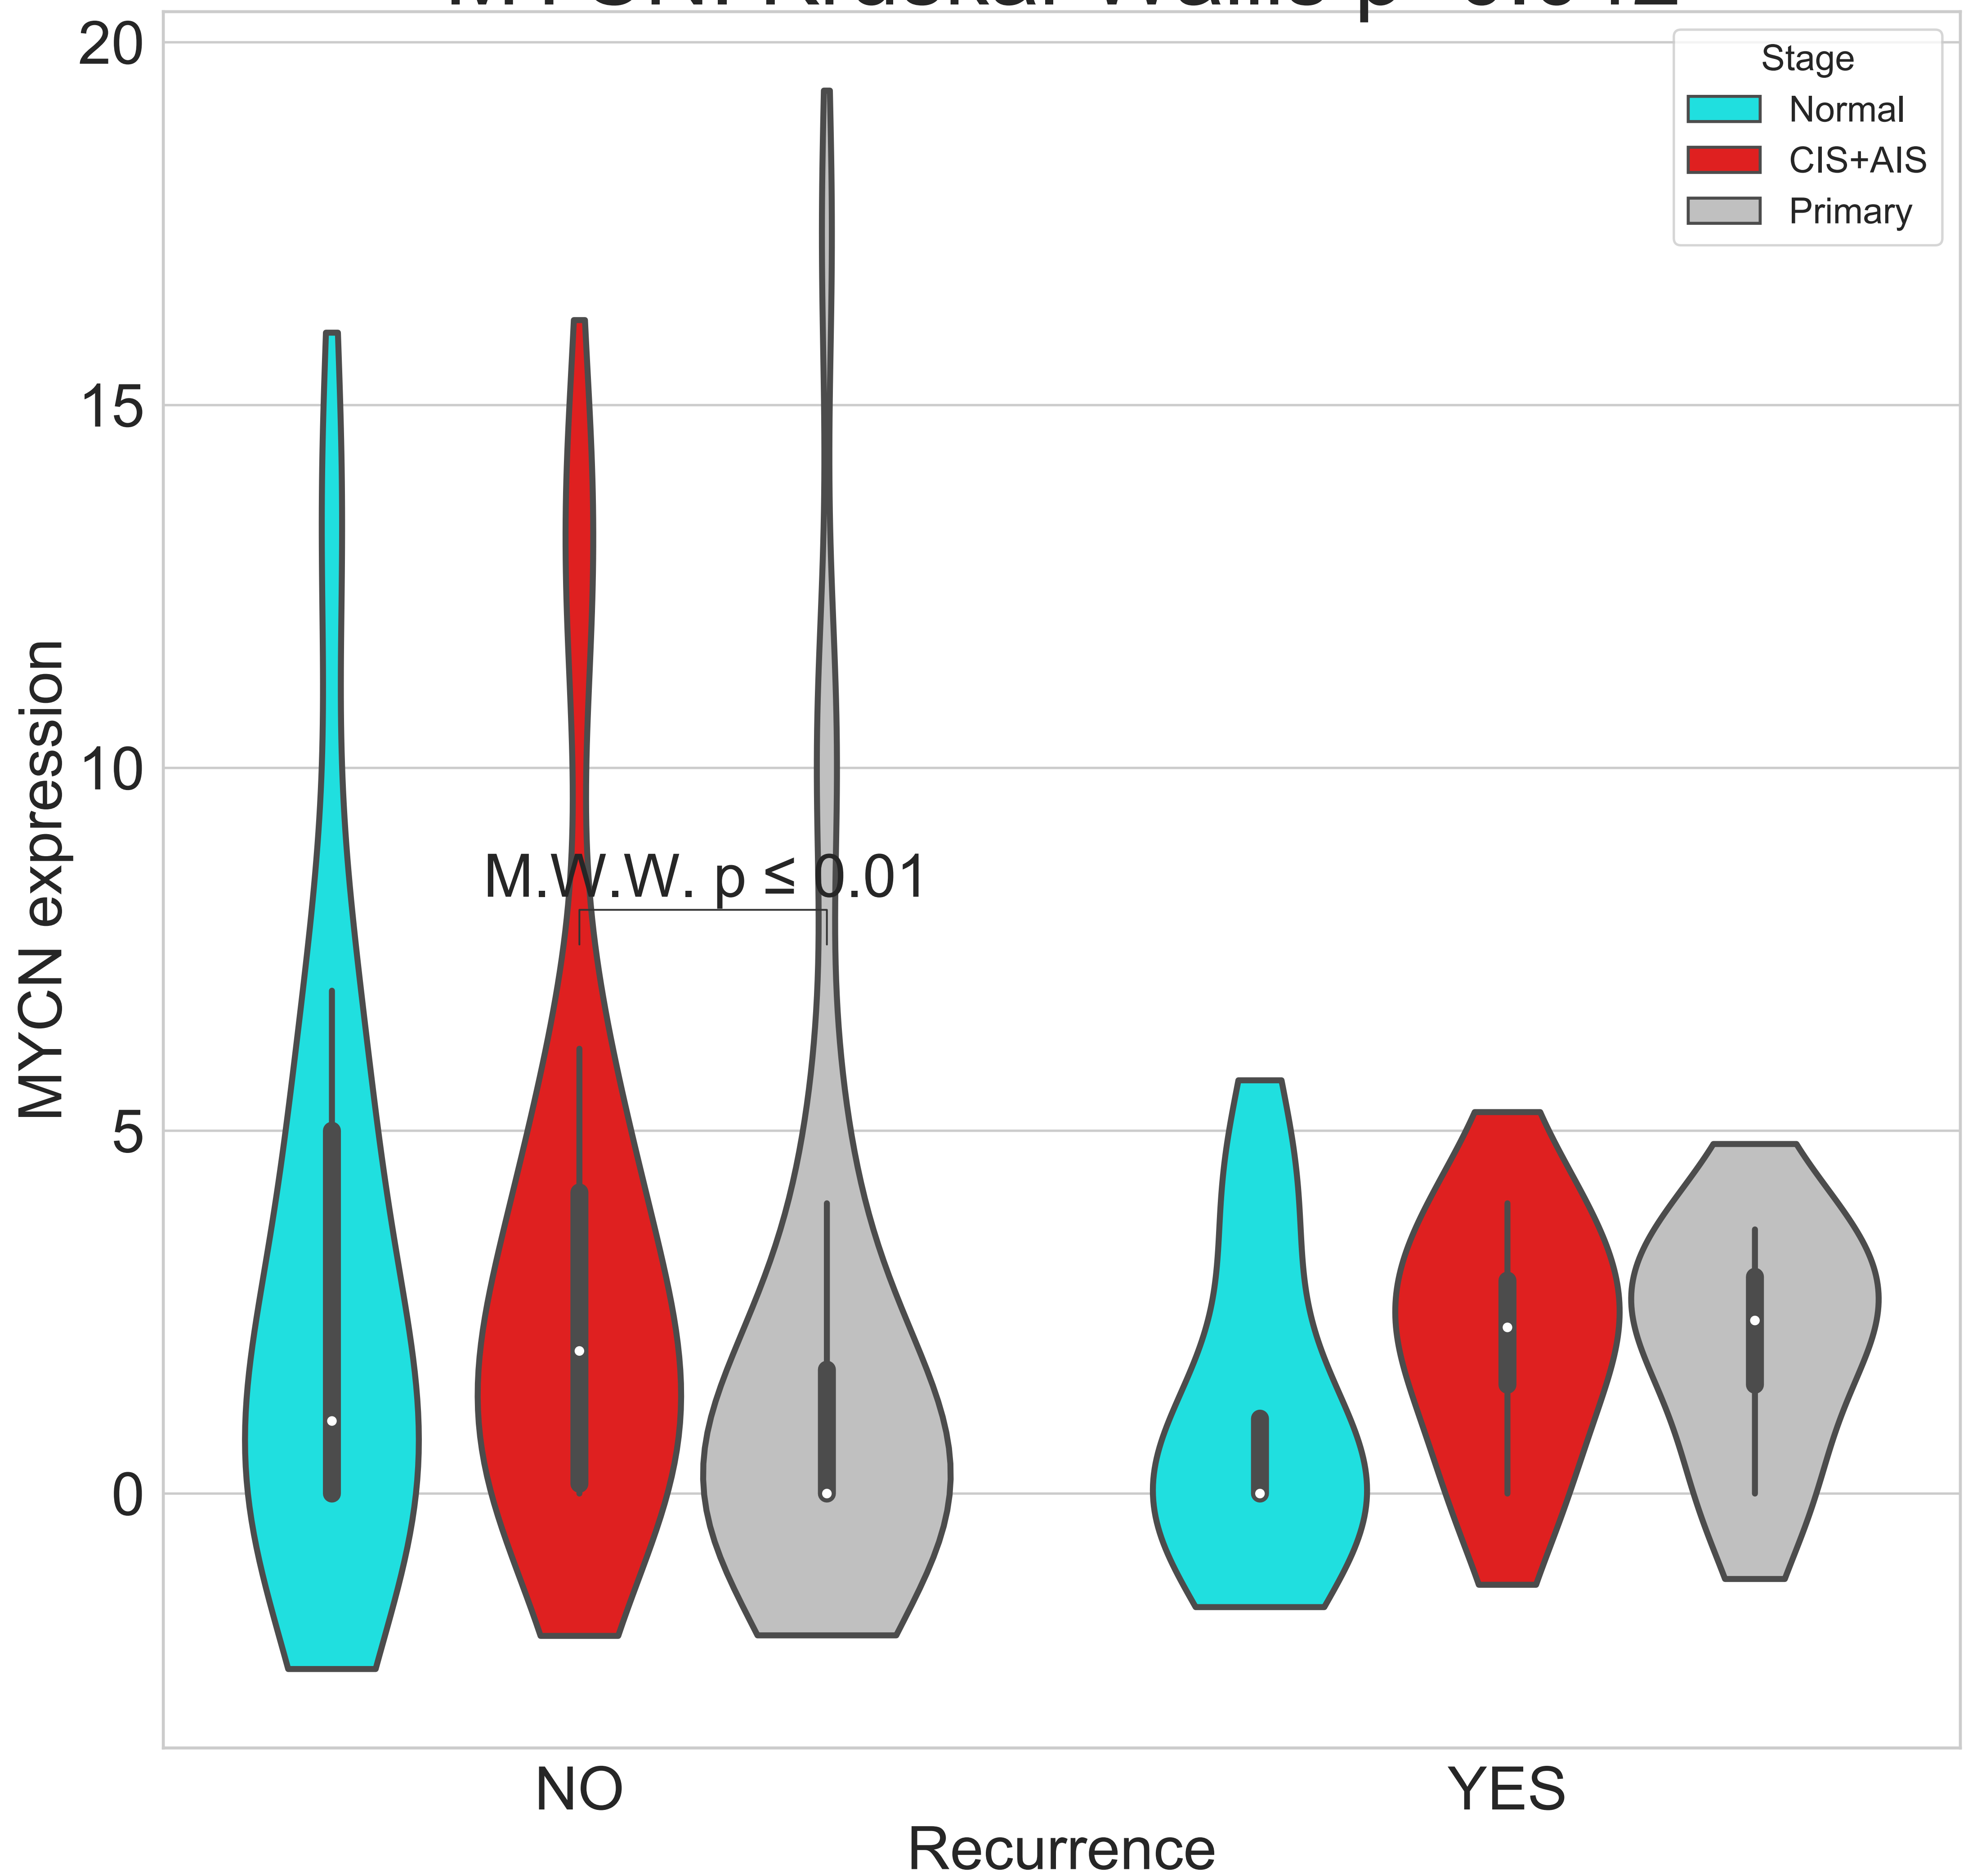 20
15
10
5
0
MYCN expression
Stage
Normal
CIS+AIS
Primary
M.W.W. p ≤ 0.01
NO
YES
Recurrence